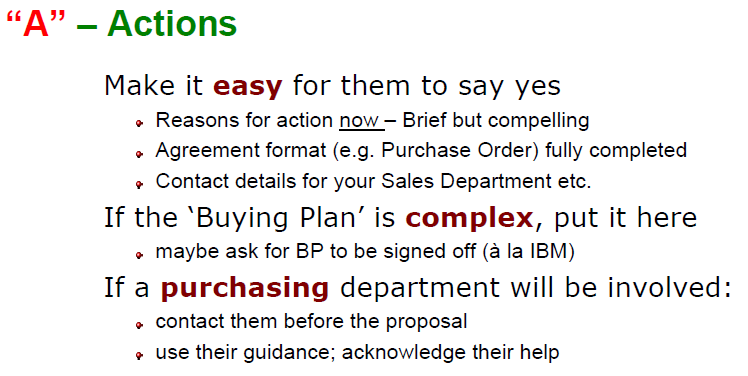 “A” – Actions
Make it easy for them to say yes
Reasons for action now – Brief but compelling
Agreement format (e.g. Purchase Order) fully completed
Contact details for your Sales Department etc.
If the ‘Buying Plan’ is complex, put it here
maybe ask for BP to be signed off (à la IBM)
If a purchasing department will be involved:
contact them before the proposal
use their guidance; acknowledge their help